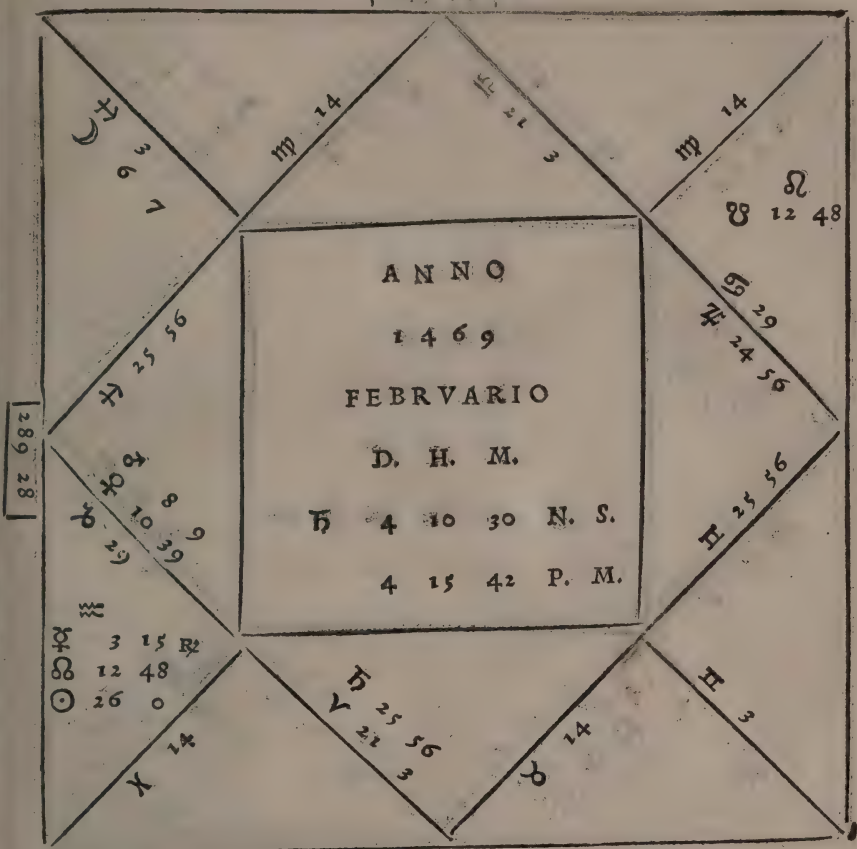 ♐ 3
☽ 6 7
♍ 14
♎ 21 3
♍ 14
♌
☋ 12 48
♋ 29
♃ 24 56
♐ 25 56
ANNO
1469
FEBRVARIO
D. H. M.
♄ 4 10 30 N. S.
4 15 42 P. M.
289 28
♂ 8 9
♀ 10 39
♑ 29
♊ 25 56
♒
☿ 3 15 ℞
☊ 12 48
☉ 26 0
♓ 14
♄ 25 56
♈ 21 3
♉ 14
♊ 3